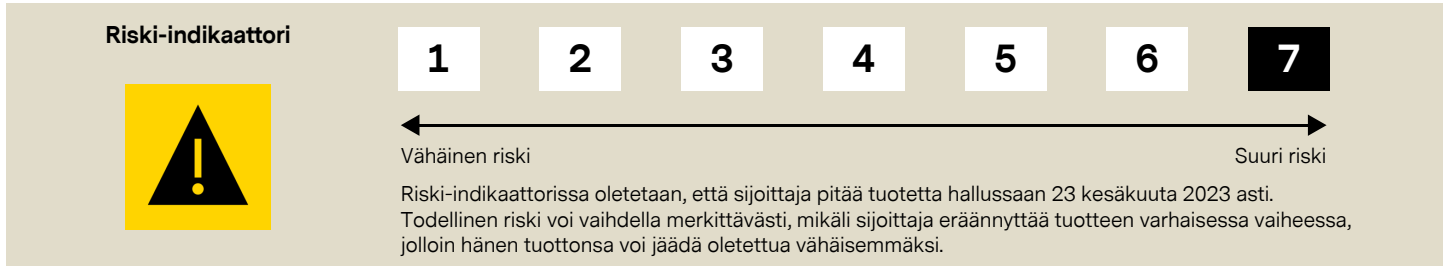 Riski-indikaattori
1 2 3 4 5 6 7
Vähäinen riski Suuri riski
Riski-indikaattorissa oletetaan, että sijoittaja pitää tuotetta hallussaan 23 kesäkuuta 2023 asti.
Todellinen riski voi vaihdella merkittävästi, mikäli sijoittaja eräännyttää tuotteen varhaisessa vaiheessa,
jolloin hänen tuottonsa voi jäädä oletettua vähäisemmäksi.